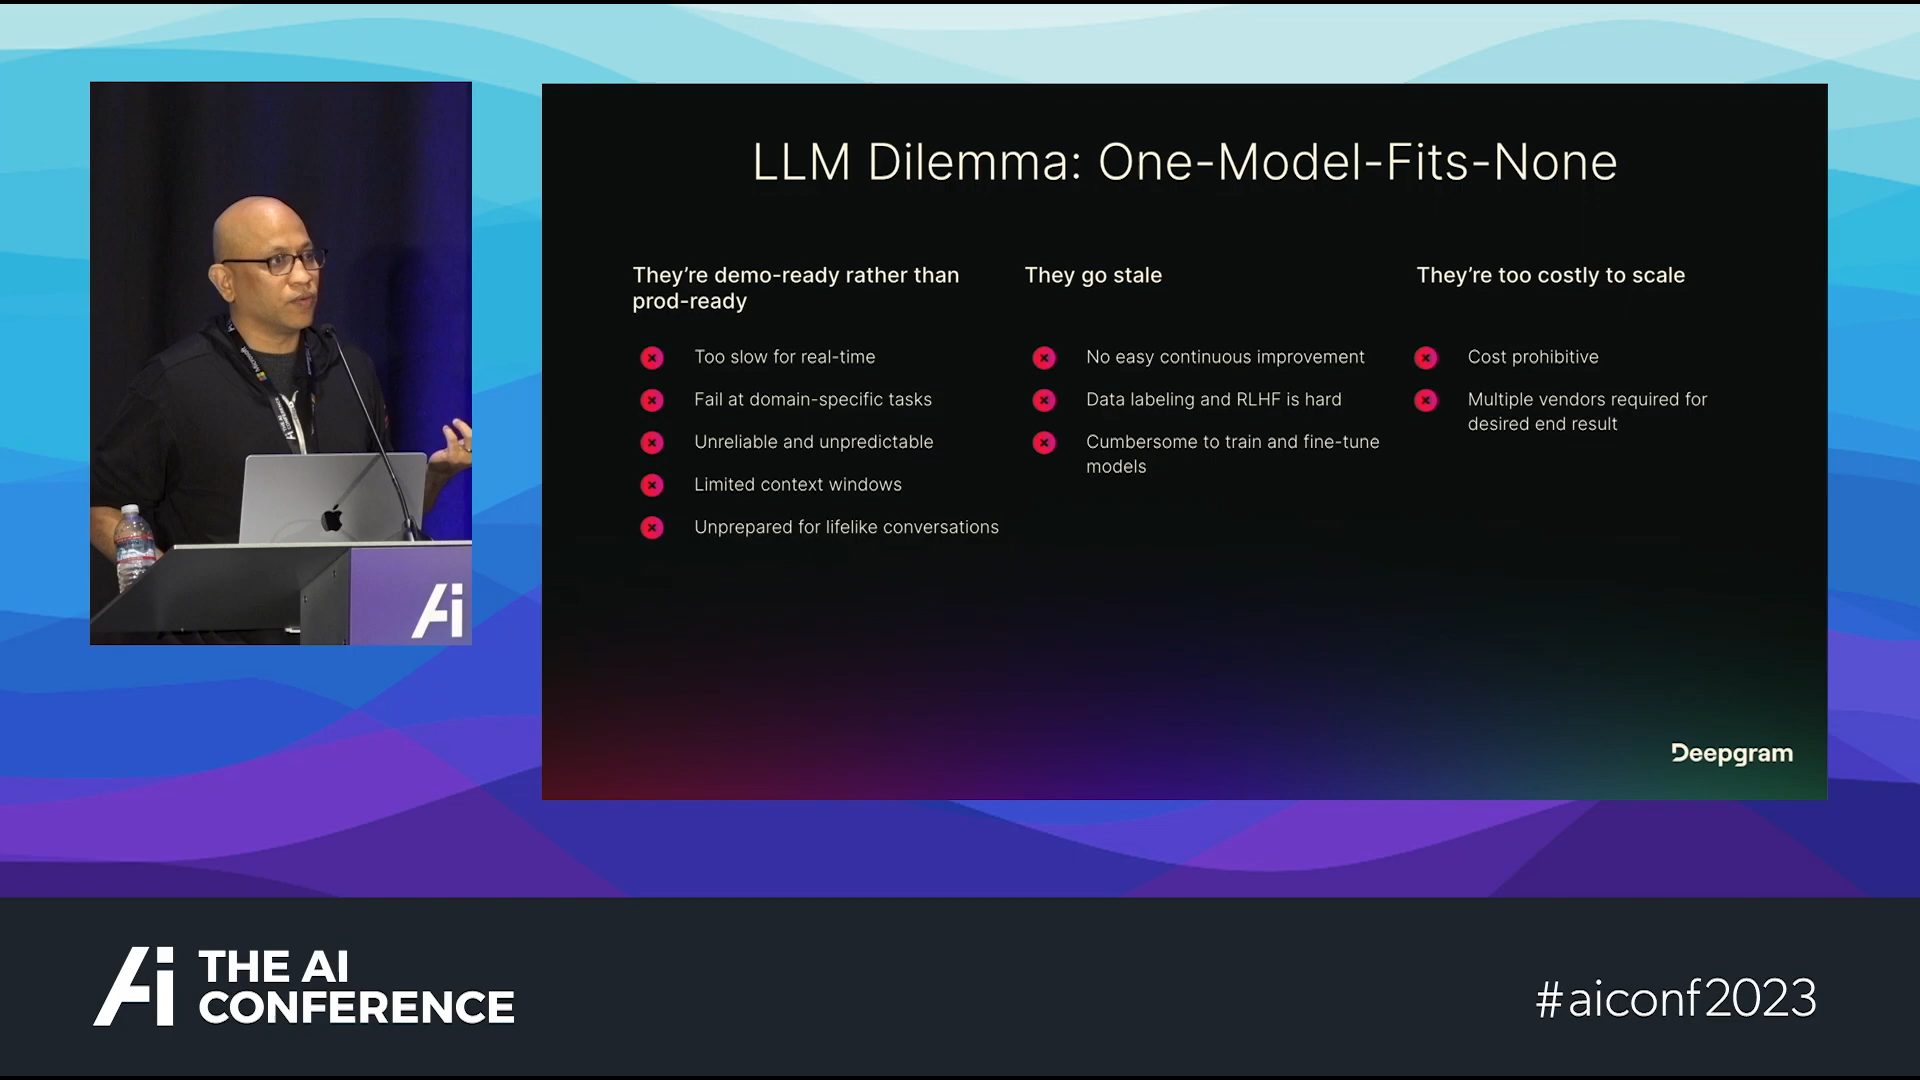 LLM Dilemma: One-Model-Fits-None
They're demo-ready rather than
prod-ready
Too slow for real-time
Fail at domain-specific tasks
Unreliable and unpredictable
Limited context windows
Unprepared for lifelike conversations
They go stale
No easy continuous improvement
Data labeling and RLHF is hard
Cumbersome to train and fine-tune
models
They're too costly to scale
Cost prohibitive
Multiple vendors required for
desired end result
Deepgram
Microsoft
Ai
Ai THE AI
CONFERENCE
#aiconf2023